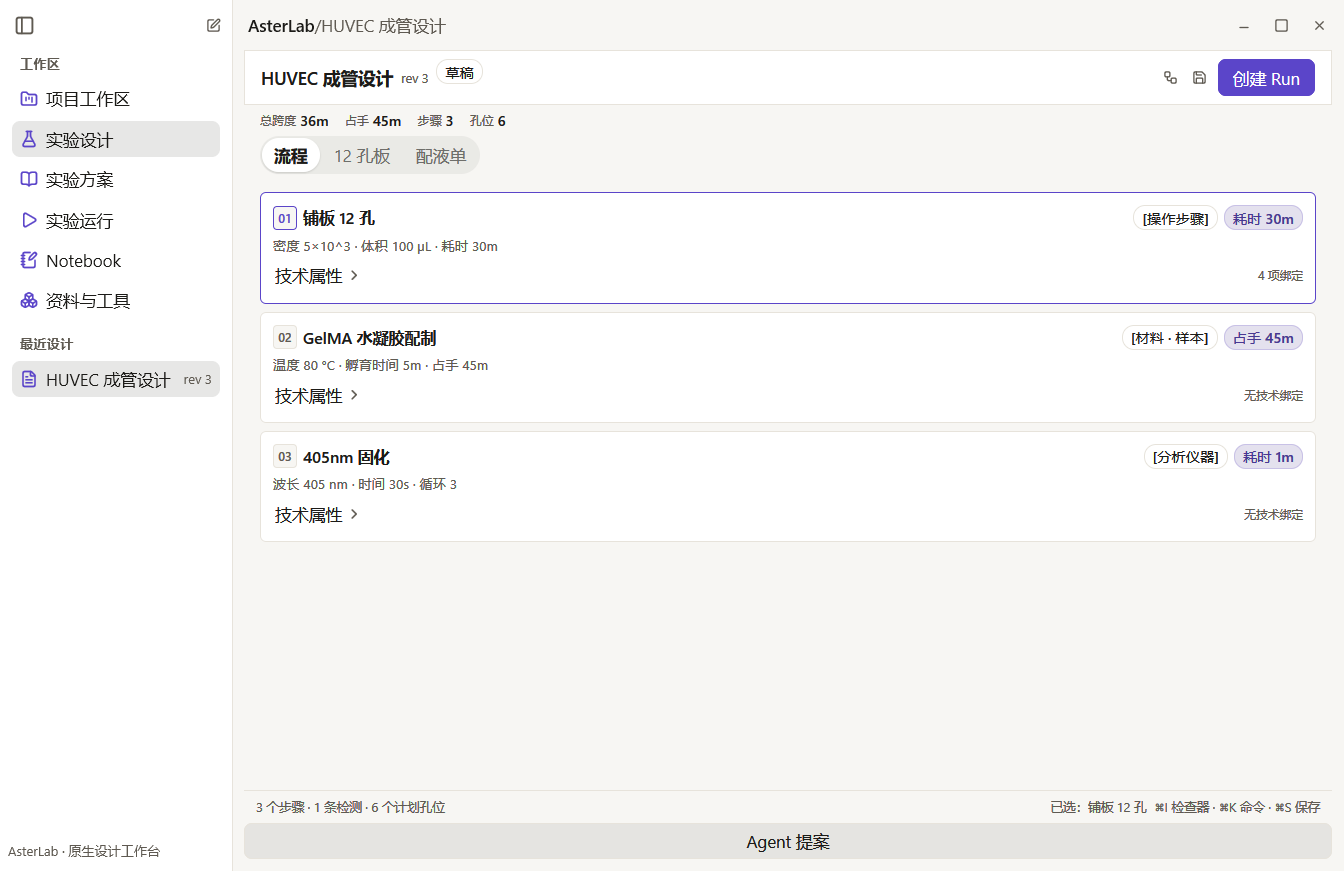 AsterLab/HUVEC 成管设计
工作区
项目工作区
实验设计
实验方案
实验运行
Notebook
资料与工具
最近设计
HUVEC 成管设计 rev 3
AsterLab · 原生设计工作台
HUVEC 成管设计 rev 3 草稿
创建 Run
总跨度 36m 占手 45m 步骤 3 孔位 6
流程 12 孔板 配液单
01 铺板 12 孔 [操作步骤] 耗时 30m
密度 5×10^3 · 体积 100 µL · 耗时 30m
技术属性 4 项绑定
02 GelMA 水凝胶配制 [材料 · 样本] 占手 45m
温度 80 °C · 孵育时间 5m · 占手 45m
技术属性 无技术绑定
03 405nm 固化 [分析仪器] 耗时 1m
波长 405 nm · 时间 30s · 循环 3
技术属性 无技术绑定
3 个步骤 · 1 条检测 · 6 个计划孔位 已选: 铺板 12 孔 ⌘I 检查器 · ⌘K 命令 · ⌘S 保存
Agent 提案